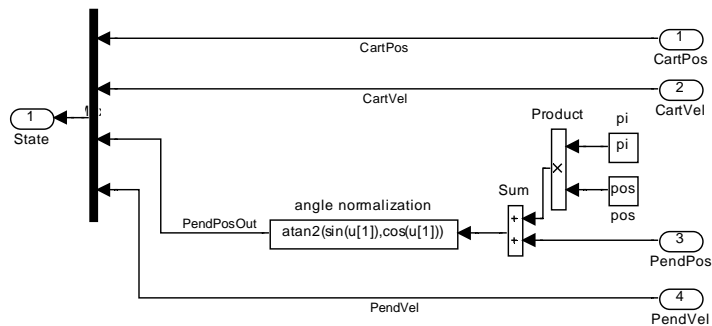 1
CartPos
CartPos
2
CartVel
CartVel
Product
pi
pi
1
State
pos
pos
Sum
angle normalization
+
+
PendPosOut
atan2(sin(u[1]),cos(u[1]))
3
PendPos
4
PendVel
PendVel